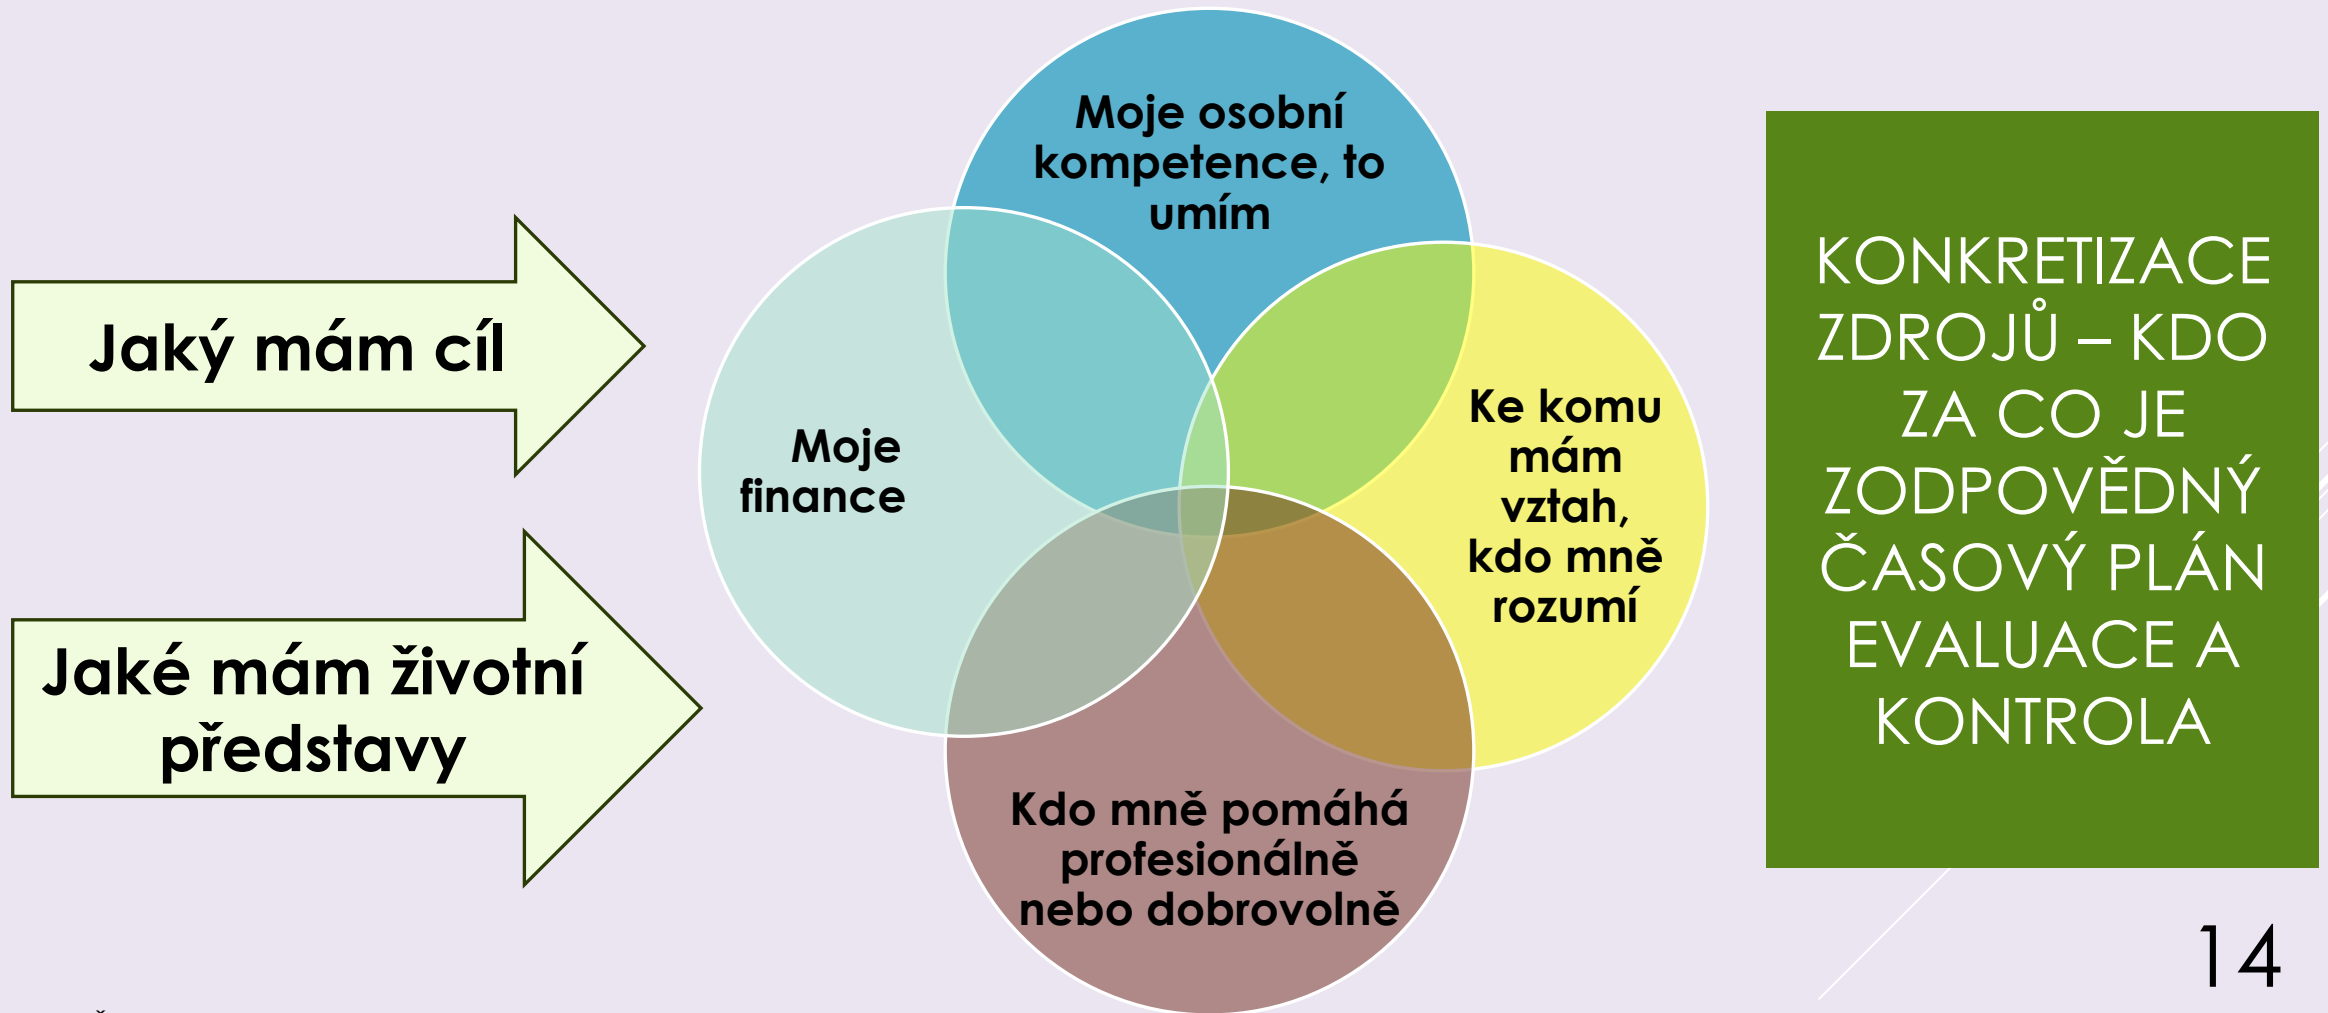 Jaký mám cíl
Jaké mám životní
představy
Moje osobní
kompetence, to
umím
Moje
finance
Ke komu
mám
vztah,
kdo mně
rozumí
Kdo mně pomáhá
profesionálně
nebo dobrovolně
KONKRETIZACE
ZDROJŮ – KDO
ZA CO JE
ZODPOVĚDNÝ
ČASOVÝ PLÁN
EVALUACE A
KONTROLA
14